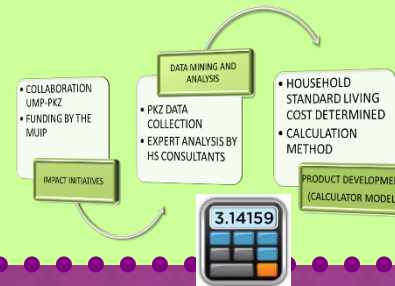 • COLLABORATION
UMP-PKZ
• FUNDING BY THE
MUIP
IMPACT INITIATIVES
DATA MINING AND
ANALYSIS
• PKZ DATA
COLLECTION
• EXPERT ANALYSIS BY
HS CONSULTANTS
• HOUSEHOLD
STANDARD LIVING
COST DETERMINED
• CALCULATION
METHOD
PRODUCT DEVELOPME
(CALCULATOR MODEL
3.14159